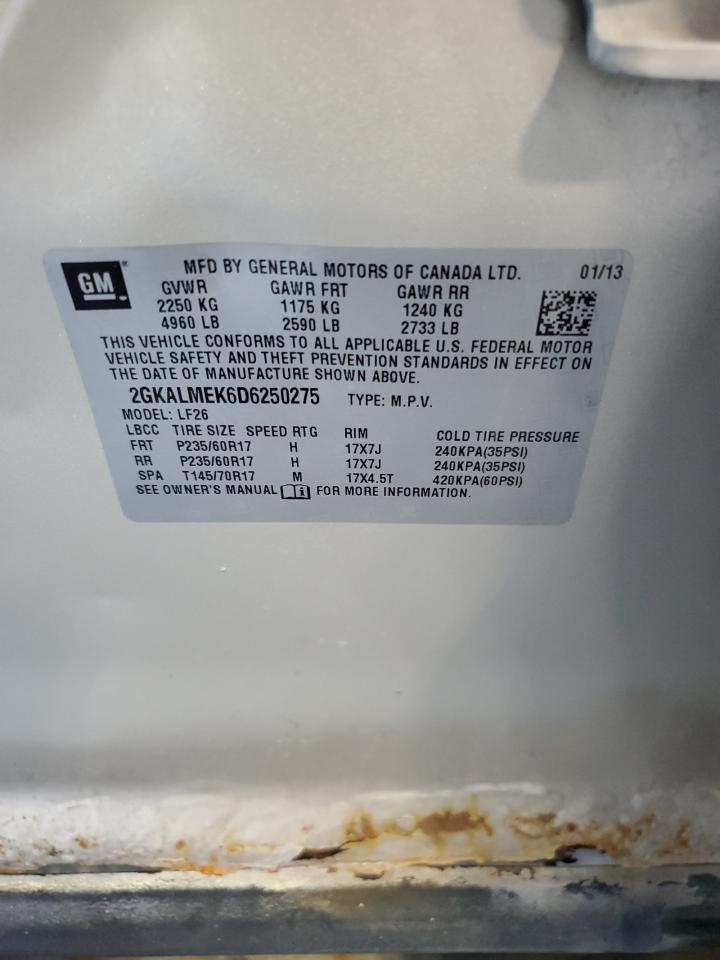 GM
MFD BY GENERAL MOTORS OF CANADA LTD. 01/13
GVWR GAWR FRT GAWR RR
2250 KG 1175 KG 1240 KG
4960 LB 2590 LB 2733 LB
THIS VEHICLE CONFORMS TO ALL APPLICABLE U.S. FEDERAL MOTOR
VEHICLE SAFETY AND THEFT PREVENTION STANDARDS IN EFFECT ON
THE DATE OF MANUFACTURE SHOWN ABOVE.
2GKALMEK6D6250275 TYPE: M.P.V.
MODEL: LF26
LBCC TIRE SIZE SPEED RTG RIM COLD TIRE PRESSURE
FRT P235/60R17 H 17X7J 240KPA(35PSI)
RR P235/60R17 H 17X7J 240KPA(35PSI)
SPA T145/70R17 M 17X4.5T 420KPA(60PSI)
SEE OWNER'S MANUAL FOR MORE INFORMATION.